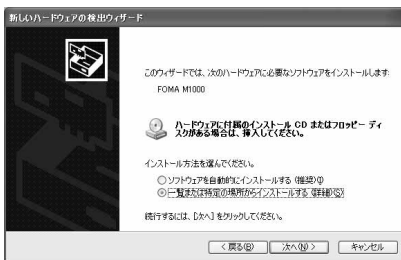 新しいハードウェアの検出ウィザード
このウィザードでは、次のハードウェアに必要なソフトウェアをインストールします:
FOMA M1000
ハードウェアに付属のインストール CD またはフロッピー ディ
スクがある場合は、挿入してください。
インストール方法を選んでください。
ソフトウェアを自動的にインストールする (推奨)(I)
一覧または特定の場所からインストールする (詳細)(S)
続行するには、[次へ] をクリックしてください。
< 戻る(B)
次へ(N) >
キャンセル